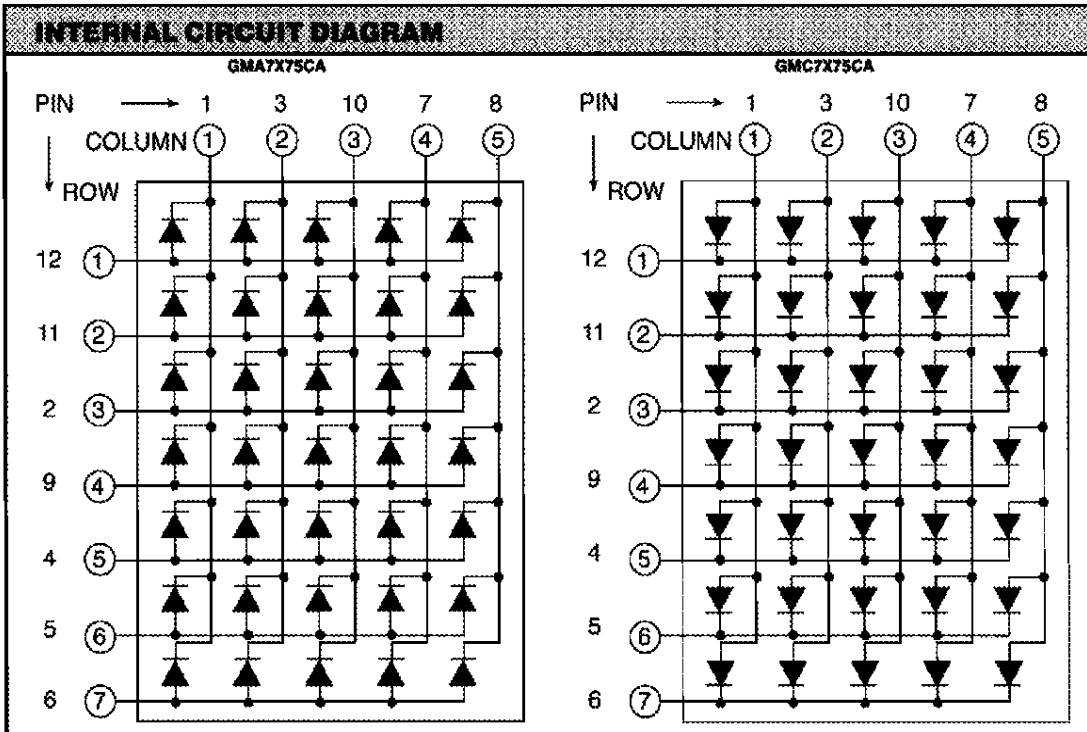 INTERNAL CIRCUIT DIAGRAM
GMA7X75CA
PIN → 1 3 10 7 8
COLUMN ① ② ③ ④ ⑤
↓ ROW
12 ①
11 ②
2 ③
9 ④
4 ⑤
5 ⑥
6 ⑦
GMC7X75CA
PIN → 1 3 10 7 8
COLUMN ① ② ③ ④ ⑤
↓ ROW
12 ①
11 ②
2 ③
9 ④
4 ⑤
5 ⑥
6 ⑦